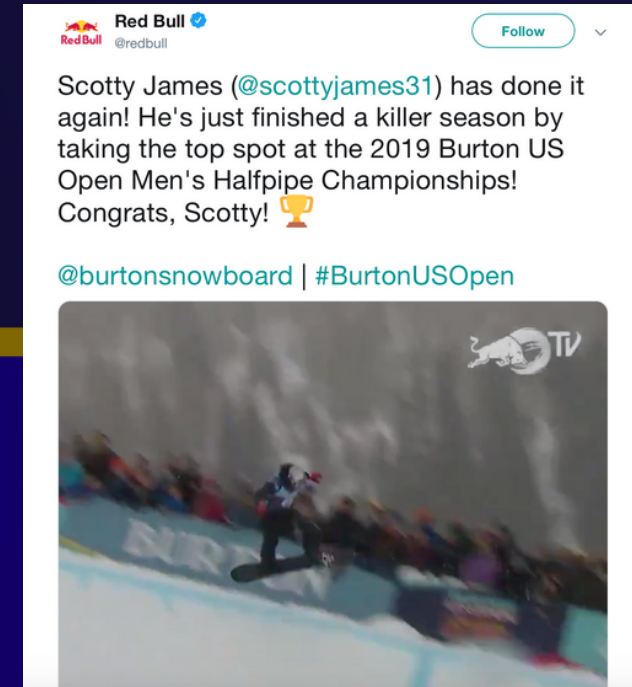 Red Bull
@redbull
Red Bull
Follow
Scotty James (@scottyjames31) has done it
again! He's just finished a killer season by
taking the top spot at the 2019 Burton US
Open Men's Halfpipe Championships!
Congrats, Scotty! 🏆
@burtonsnowboard | #BurtonUSOpen
TV
BURTON